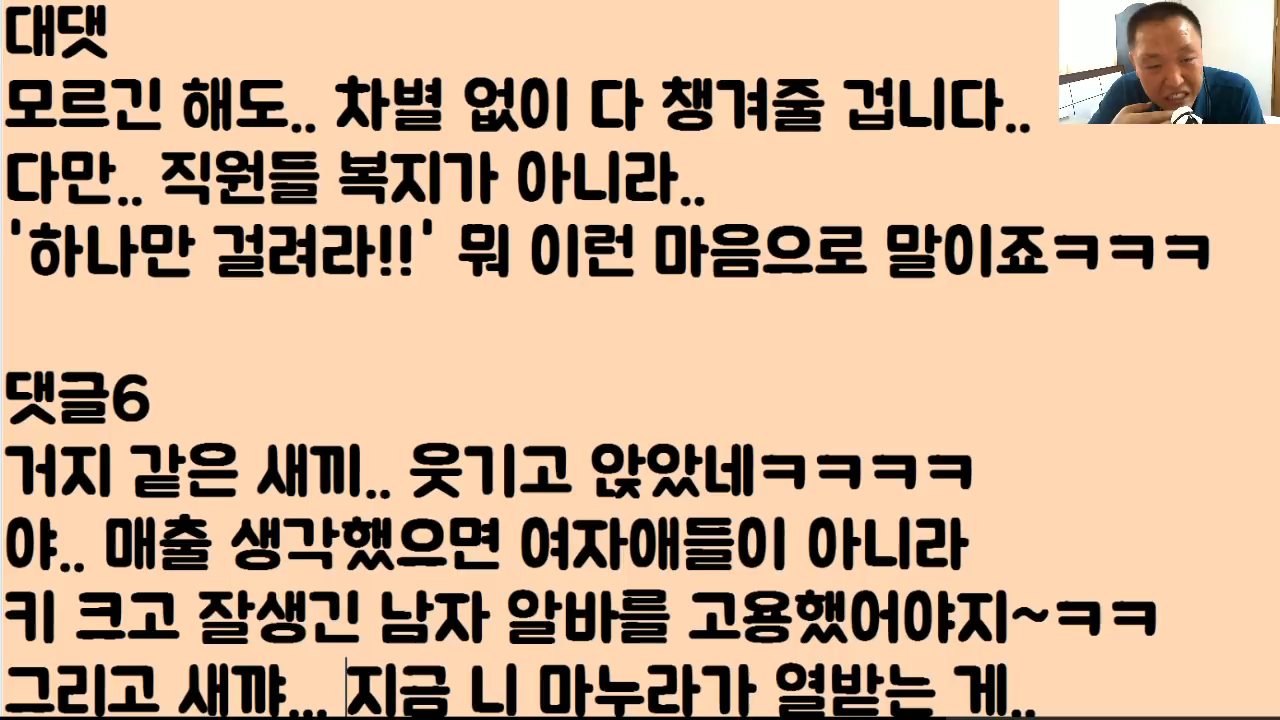 대댓
모르긴 해도.. 차별 없이 다 챙겨줄 겁니다..
다만.. 직원들 복지가 아니라..
'하나만 걸려라!!' 뭐 이런 마음으로 말이죠ㅋㅋㅋ
댓글6
거지 같은 새끼.. 웃기고 앉았네ㅋㅋㅋㅋ
야.. 매출 생각했으면 여자애들이 아니라
키 크고 잘생긴 남자 알바를 고용했어야지~ㅋㅋ
그리고 새꺄... 지금 니 마누라가 열받는 게..